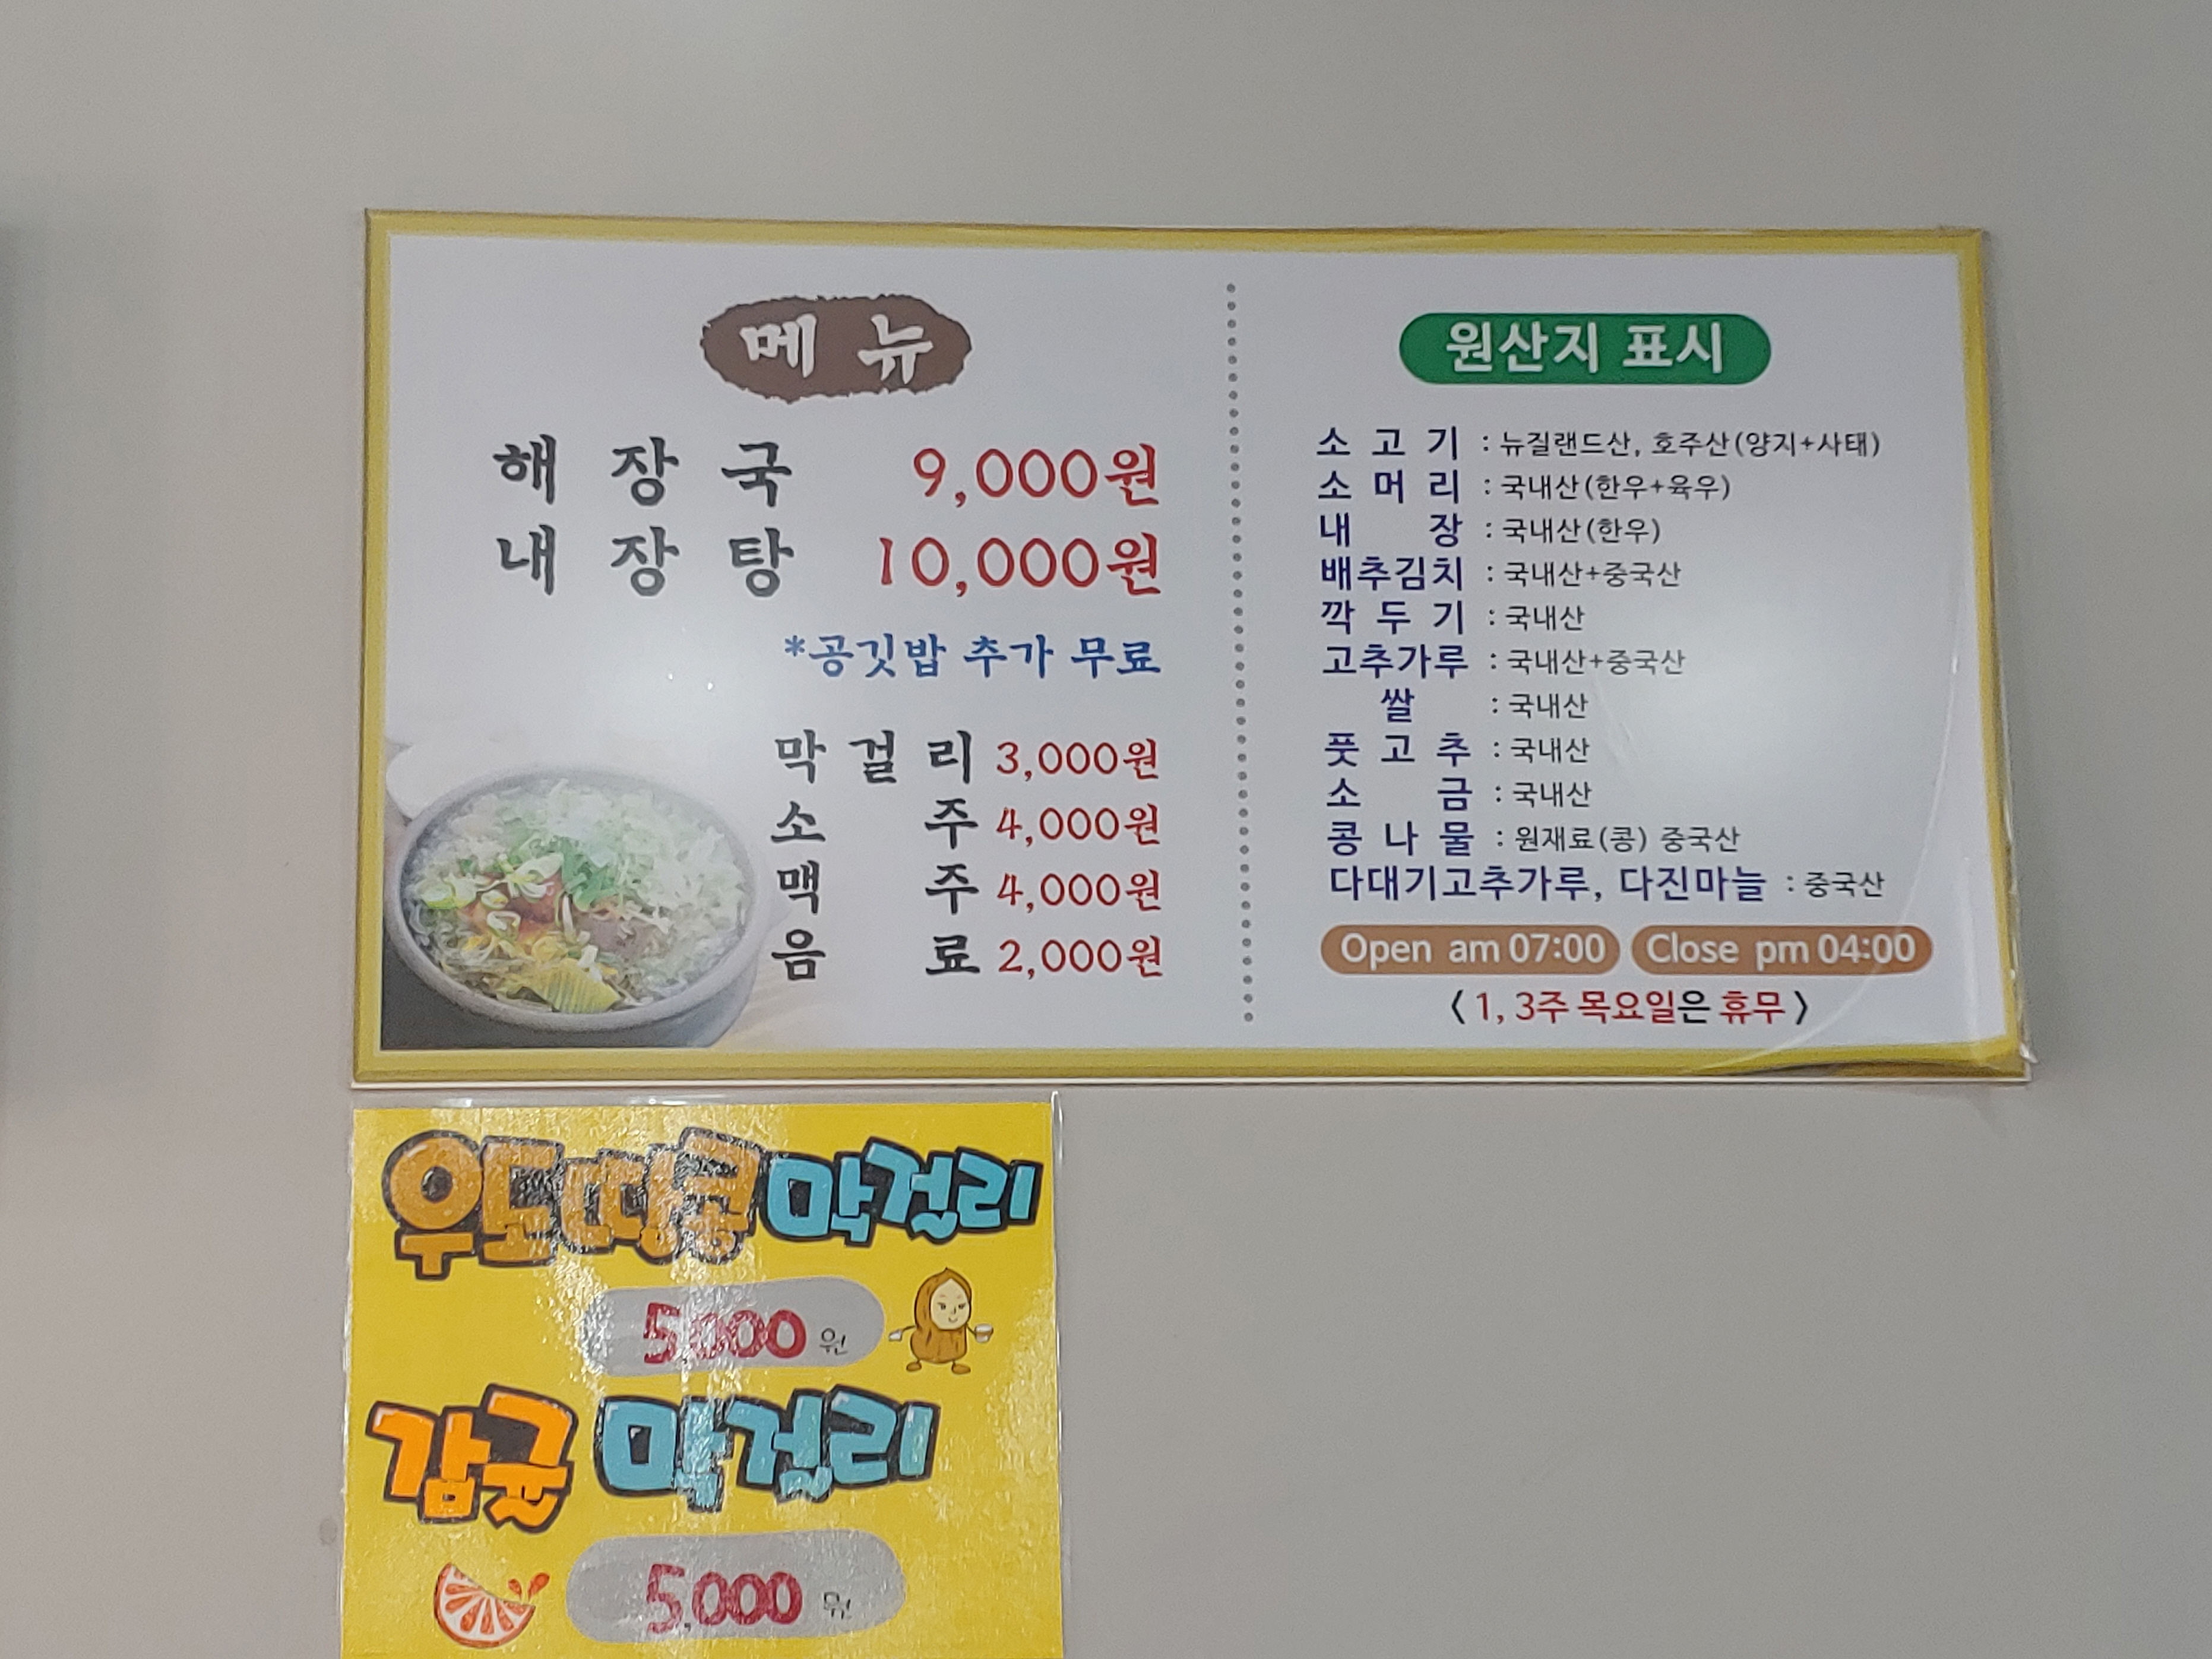 메뉴
해장국 9,000원
내장탕 10,000원
*공깃밥 추가 무료
막걸리 3,000원
소주 4,000원
맥주 4,000원
음료 2,000원
원산지 표시
소고기 : 뉴질랜드산, 호주산(양지+사태)
소머리 : 국내산(한우+육우)
내장 : 국내산(한우)
배추김치 : 국내산+중국산
깍두기 : 국내산
고추가루 : 국내산+중국산
쌀 : 국내산
풋고추 : 국내산
소금 : 국내산
콩나물 : 원재료(콩) 중국산
다대기고추가루, 다진마늘 : 중국산
Open am 07:00 Close pm 04:00
〈 1, 3주 목요일은 휴무 〉
우도땅콩막걸리
5,000 원
감귤 막걸리
5,000 원